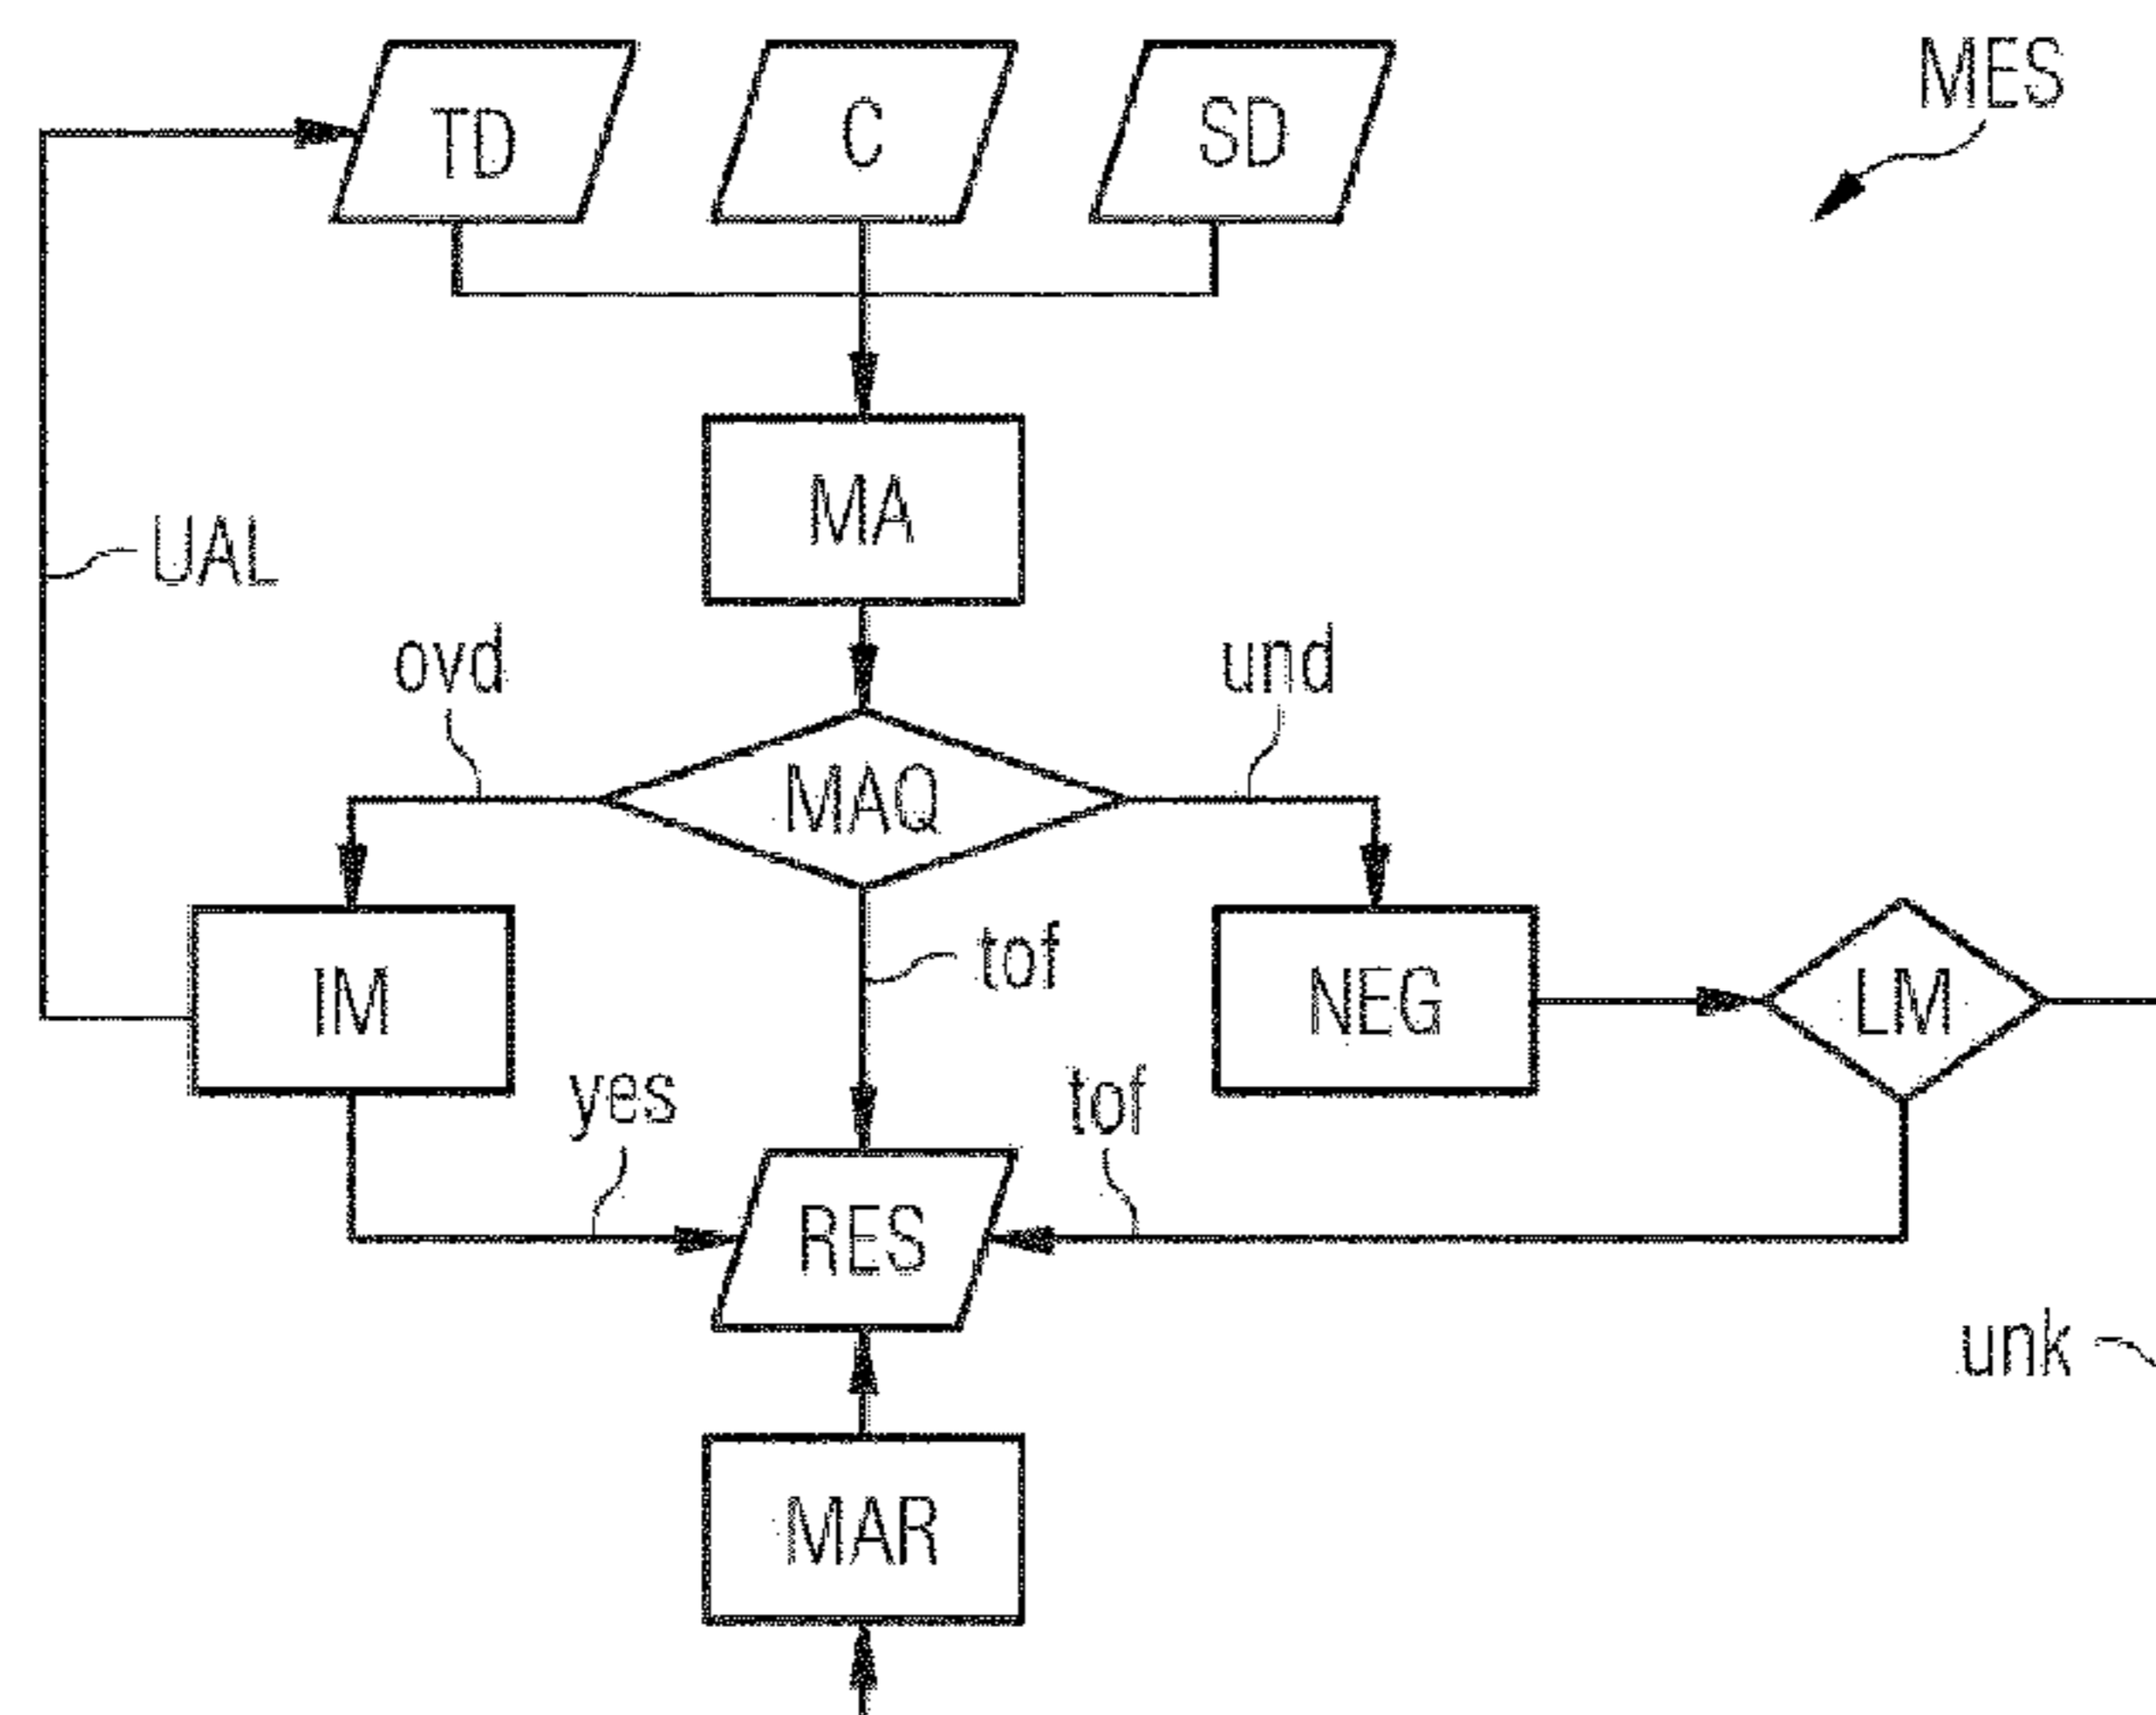 TD
C
SD
MES
MA
UAL
ovd
und
MAQ
tof
IM
NEG
LM
yes
tof
RES
unk
MAR